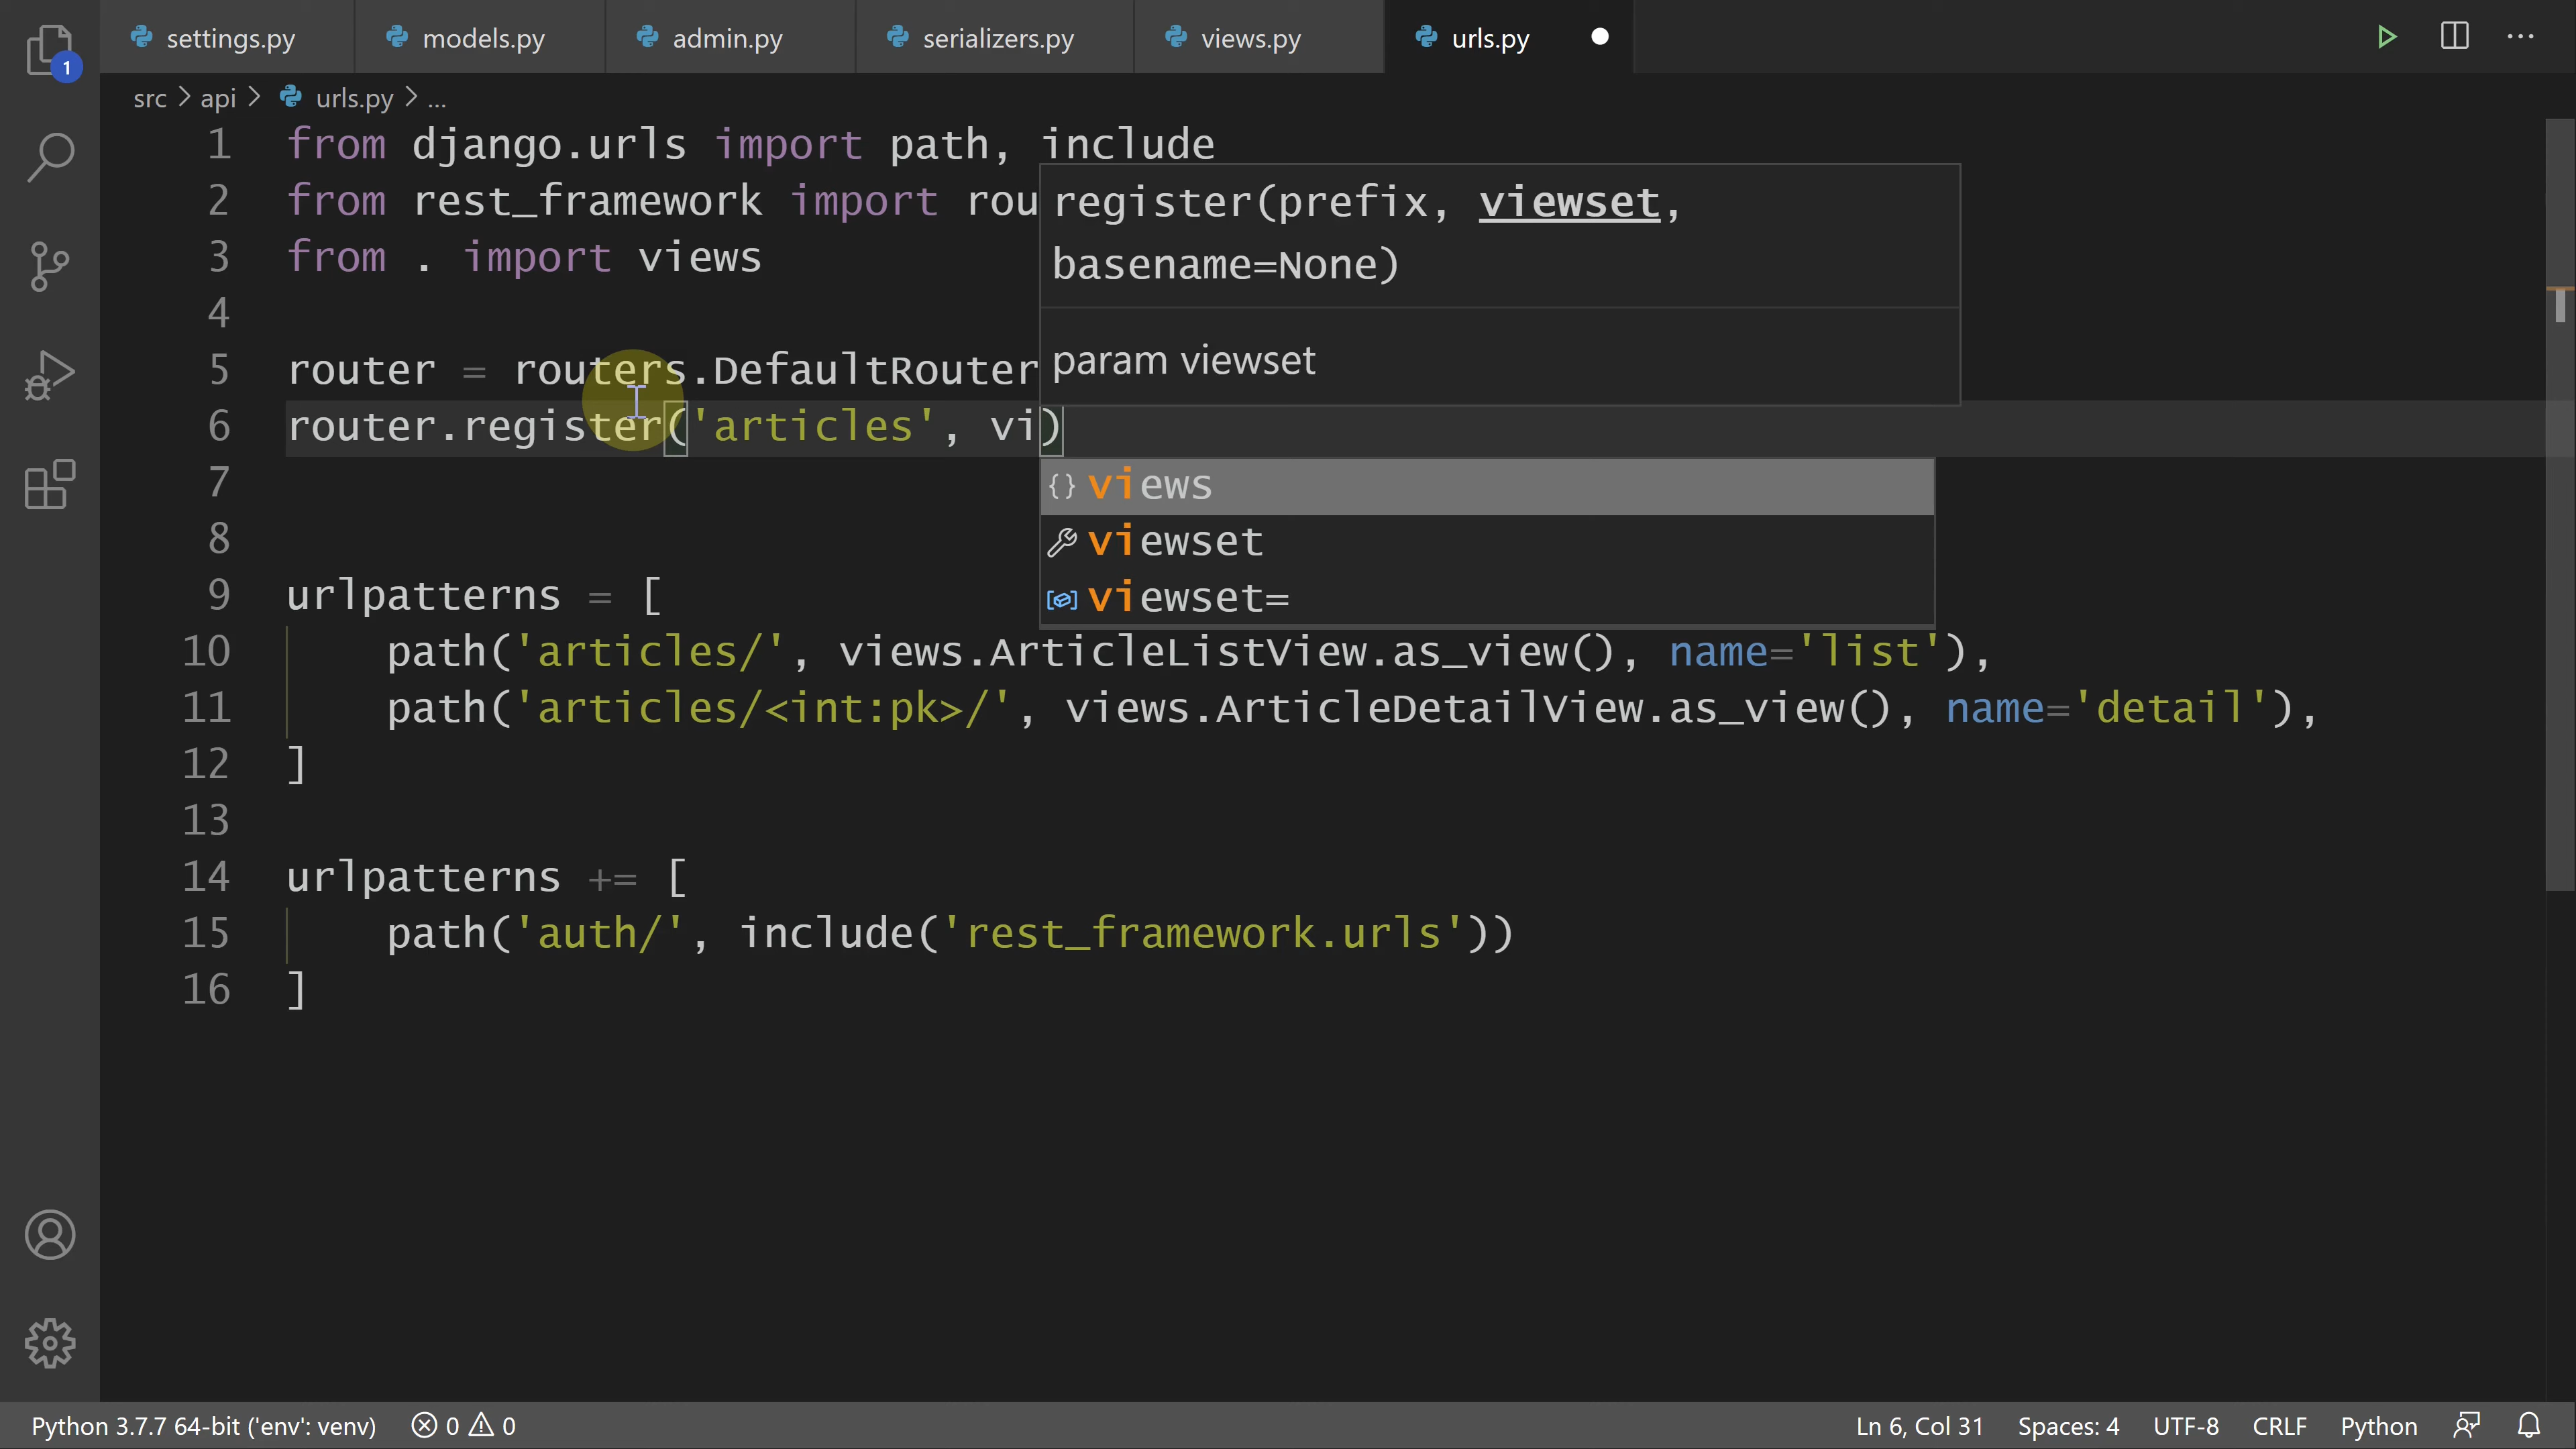 settings.py models.py admin.py serializers.py views.py urls.py
1
src > api > urls.py > ...
1 from django.urls import path, include
2 from rest_framework import rou
3 from . import views
4
5 router = routers.DefaultRouter
6 router.register('articles', vi)
7
8
9 urlpatterns = [
10 path('articles/', views.ArticleListView.as_view(), name='list'),
11 path('articles/<int:pk>/', views.ArticleDetailView.as_view(), name='detail'),
12 ]
13
14 urlpatterns += [
15 path('auth/', include('rest_framework.urls'))
16 ]
register(prefix, viewset,
basename=None)
param viewset
{} views
viewset
viewset=
Python 3.7.7 64-bit ('env': venv) 0 0 Ln 6, Col 31 Spaces: 4 UTF-8 CRLF Python